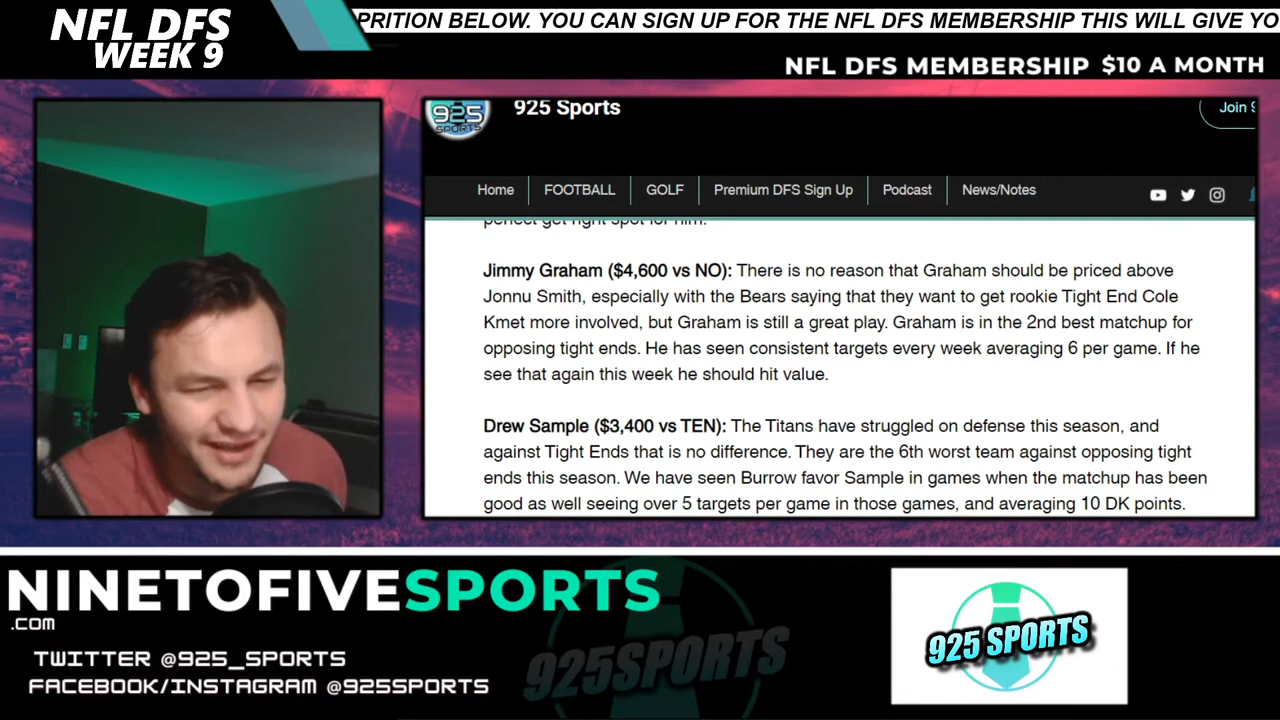 NFL DFS
WEEK 9
PRITION BELOW. YOU CAN SIGN UP FOR THE NFL DFS MEMBERSHIP THIS WILL GIVE YO
NFL DFS MEMBERSHIP $10 A MONTH
925
SPORTS
925 Sports
Join 9
Home
FOOTBALL
GOLF
Premium DFS Sign Up
Podcast
News/Notes
perfect get right spot for him.
Jimmy Graham ($4,600 vs NO): There is no reason that Graham should be priced above
Jonnu Smith, especially with the Bears saying that they want to get rookie Tight End Cole
Kmet more involved, but Graham is still a great play. Graham is in the 2nd best matchup for
opposing tight ends. He has seen consistent targets every week averaging 6 per game. If he
see that again this week he should hit value.
Drew Sample ($3,400 vs TEN): The Titans have struggled on defense this season, and
against Tight Ends that is no difference. They are the 6th worst team against opposing tight
ends this season. We have seen Burrow favor Sample in games when the matchup has been
good as well seeing over 5 targets per game in those games, and averaging 10 DK points.
NINETOFIVESPORTS
.COM
TWITTER @925_SPORTS
FACEBOOK/INSTAGRAM @925SPORTS
925SPORTS
925 SPORTS